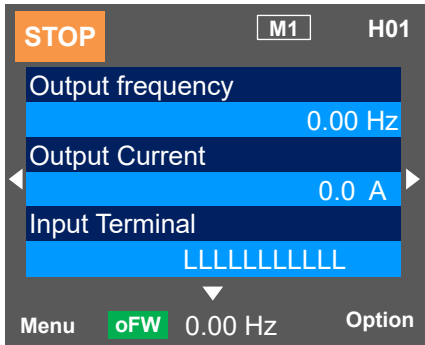 STOP M1 H01
Output frequency
0.00 Hz
Output Current
0.0 A
Input Terminal
LLLLLLLLLLL
Menu oFW 0.00 Hz Option